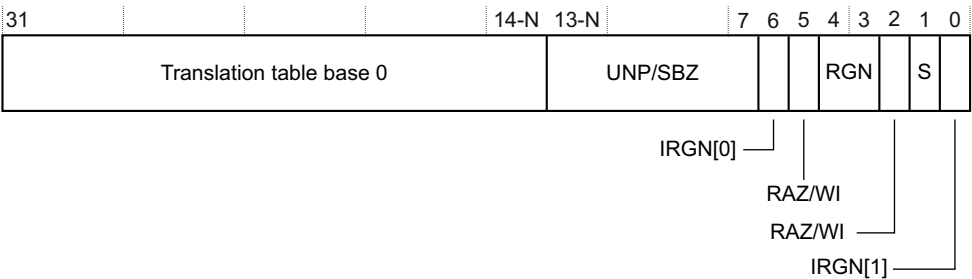 31 14-N 13-N 7 6 5 4 3 2 1 0
Translation table base 0 UNP/SBZ RGN S
IRGN[0]
RAZ/WI
RAZ/WI
IRGN[1]